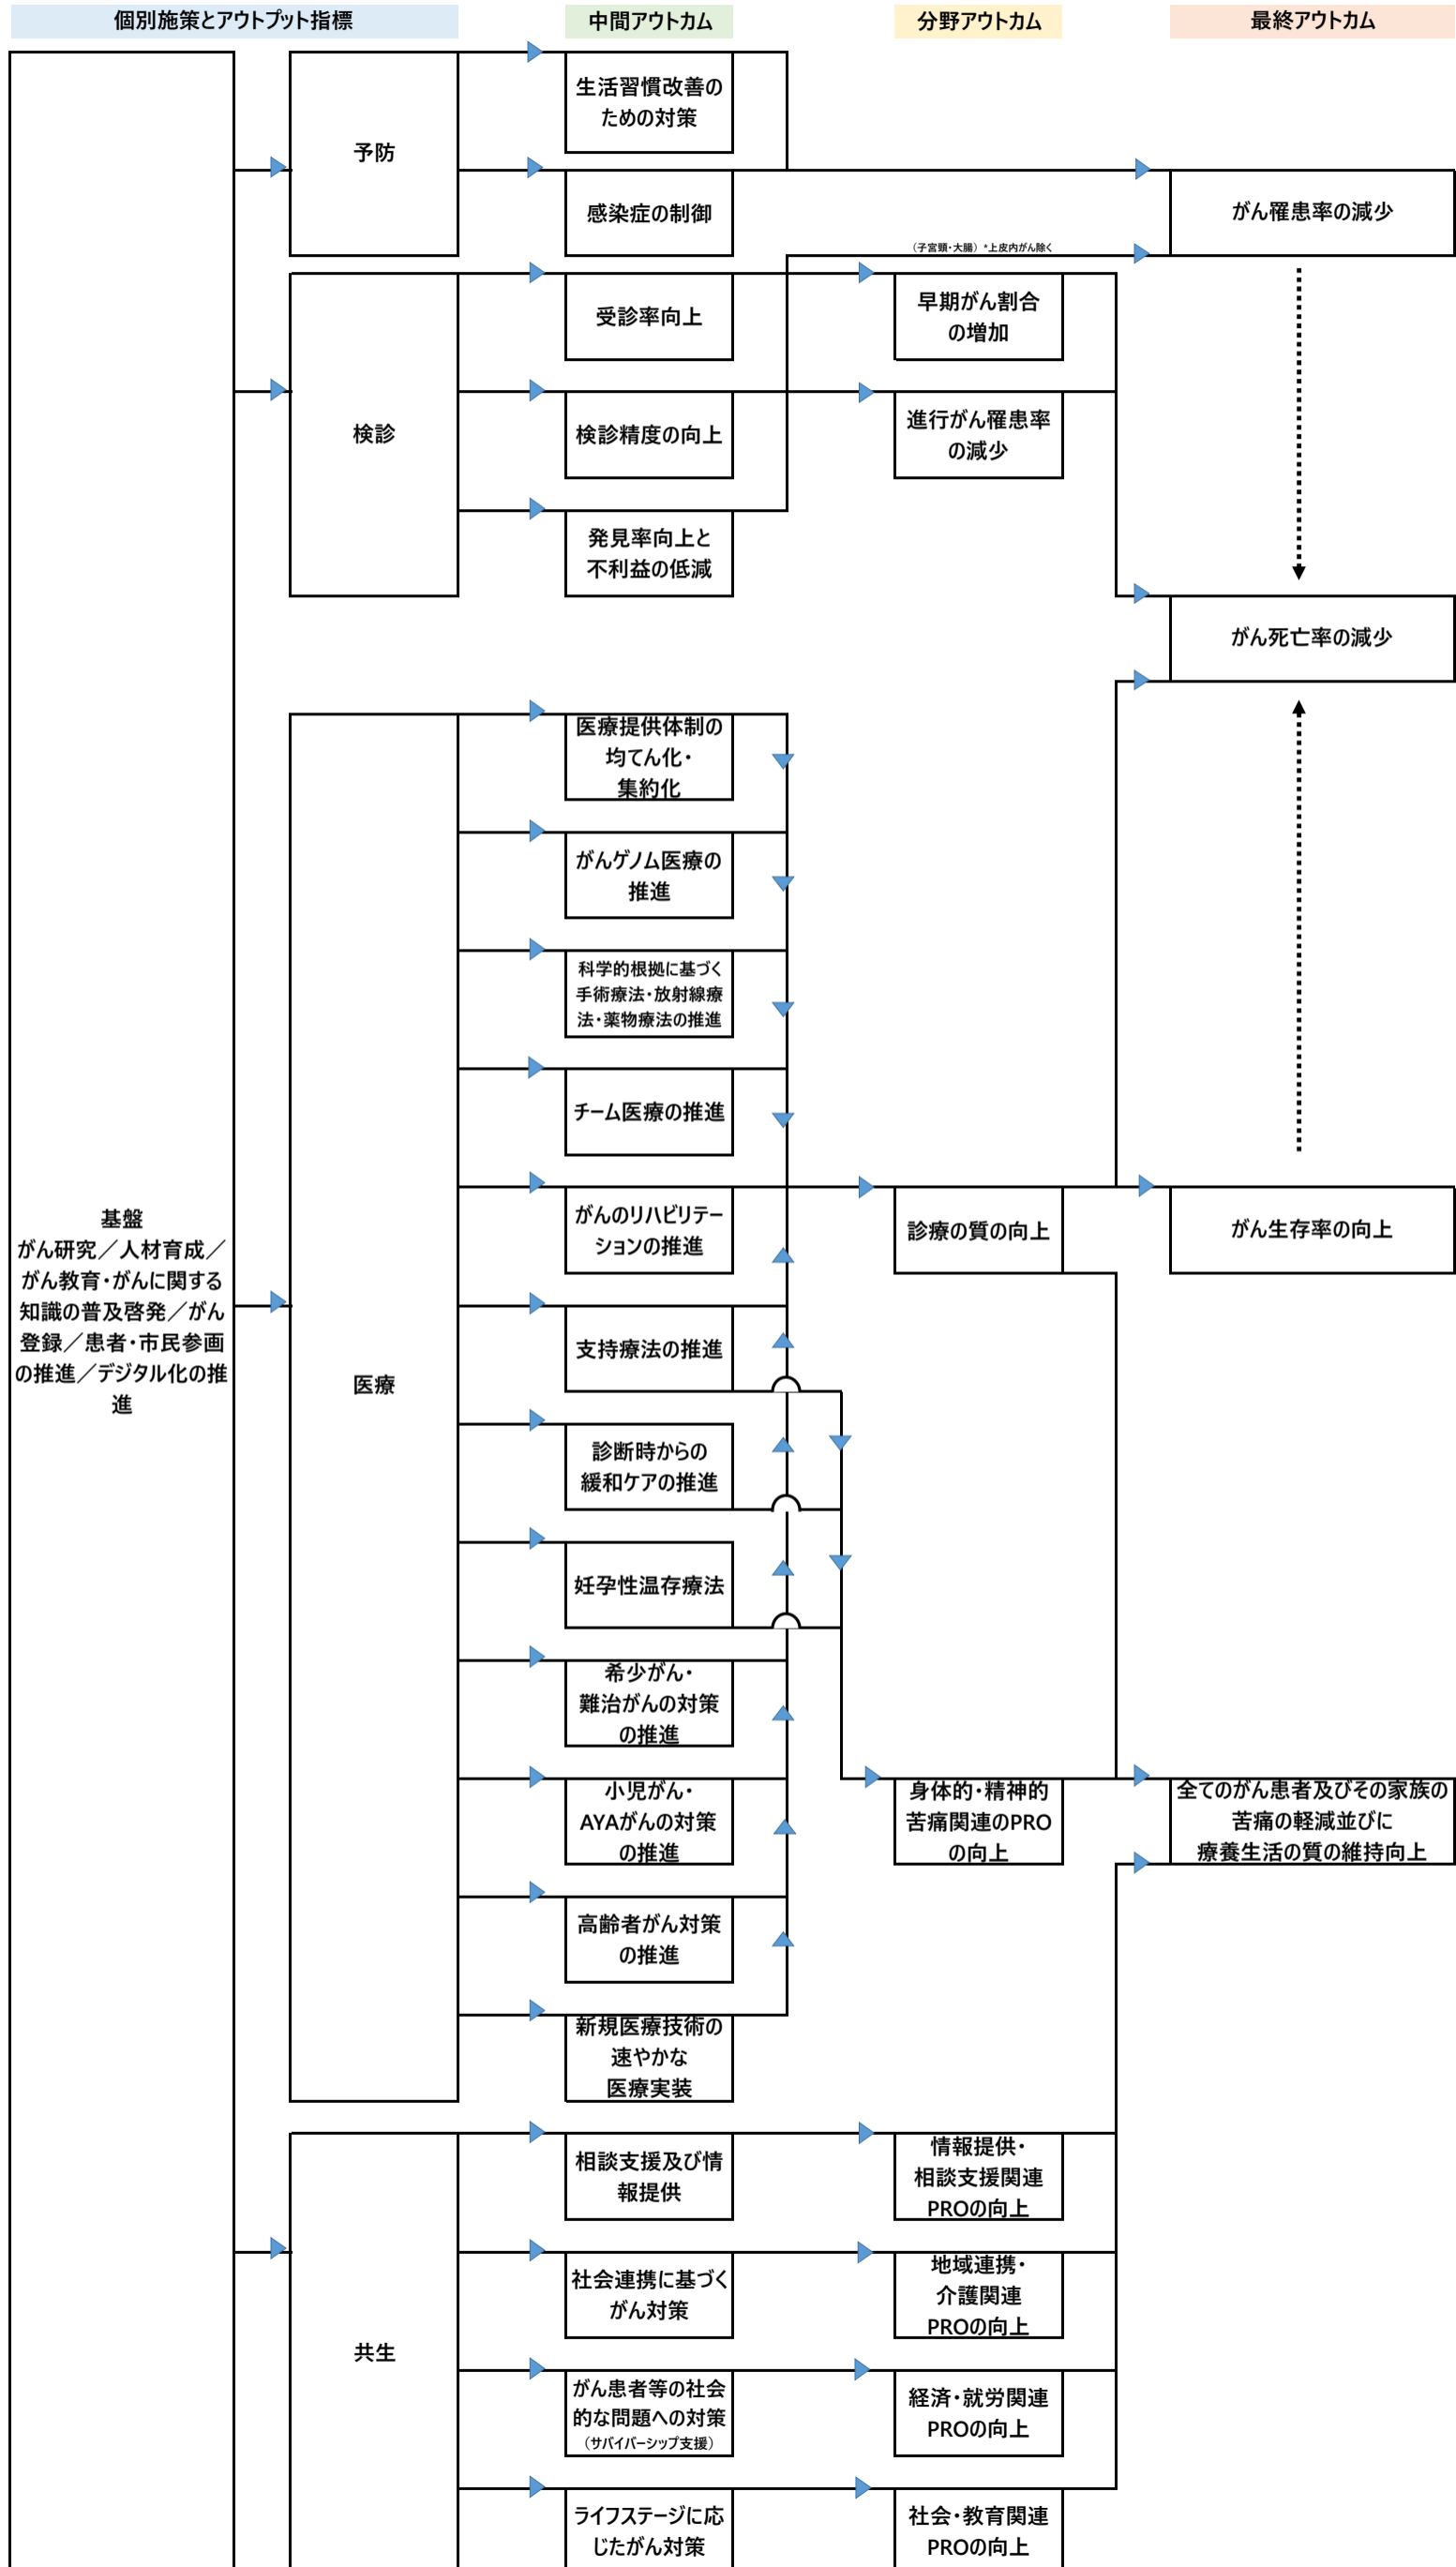 個別施策とアウトプット指標
中間アウトカム
分野アウトカム
最終アウトカム
基盤
がん研究／人材育成／
がん教育・がんに関する
知識の普及啓発／がん
登録／患者・市民参画
の推進／デジタル化の推
進
予防
生活習慣改善の
ための対策
感染症の制御
がん罹患率の減少
（子宮頸・大腸）*上皮内がん除く
検診
受診率向上
早期がん割合
の増加
検診精度の向上
進行がん罹患率
の減少
発見率向上と
不利益の低減
がん死亡率の減少
医療
医療提供体制の
均てん化・
集約化
がんゲノム医療の
推進
科学的根拠に基づく
手術療法・放射線療
法・薬物療法の推進
チーム医療の推進
がんのリハビリテー
ションの推進
診療の質の向上
がん生存率の向上
支持療法の推進
診断時からの
緩和ケアの推進
妊孕性温存療法
希少がん・
難治がんの対策
の推進
小児がん・
AYAがんの対策
の推進
身体的・精神的
苦痛関連のPRO
の向上
全てのがん患者及びその家族の
苦痛の軽減並びに
療養生活の質の維持向上
高齢者がん対策
の推進
新規医療技術の
速やかな
医療実装
共生
相談支援及び情
報提供
情報提供・
相談支援関連
PROの向上
社会連携に基づく
がん対策
地域連携・
介護関連
PROの向上
がん患者等の社会
的な問題への対策
（サバイバーシップ支援）
経済・就労関連
PROの向上
ライフステージに応
じたがん対策
社会・教育関連
PROの向上